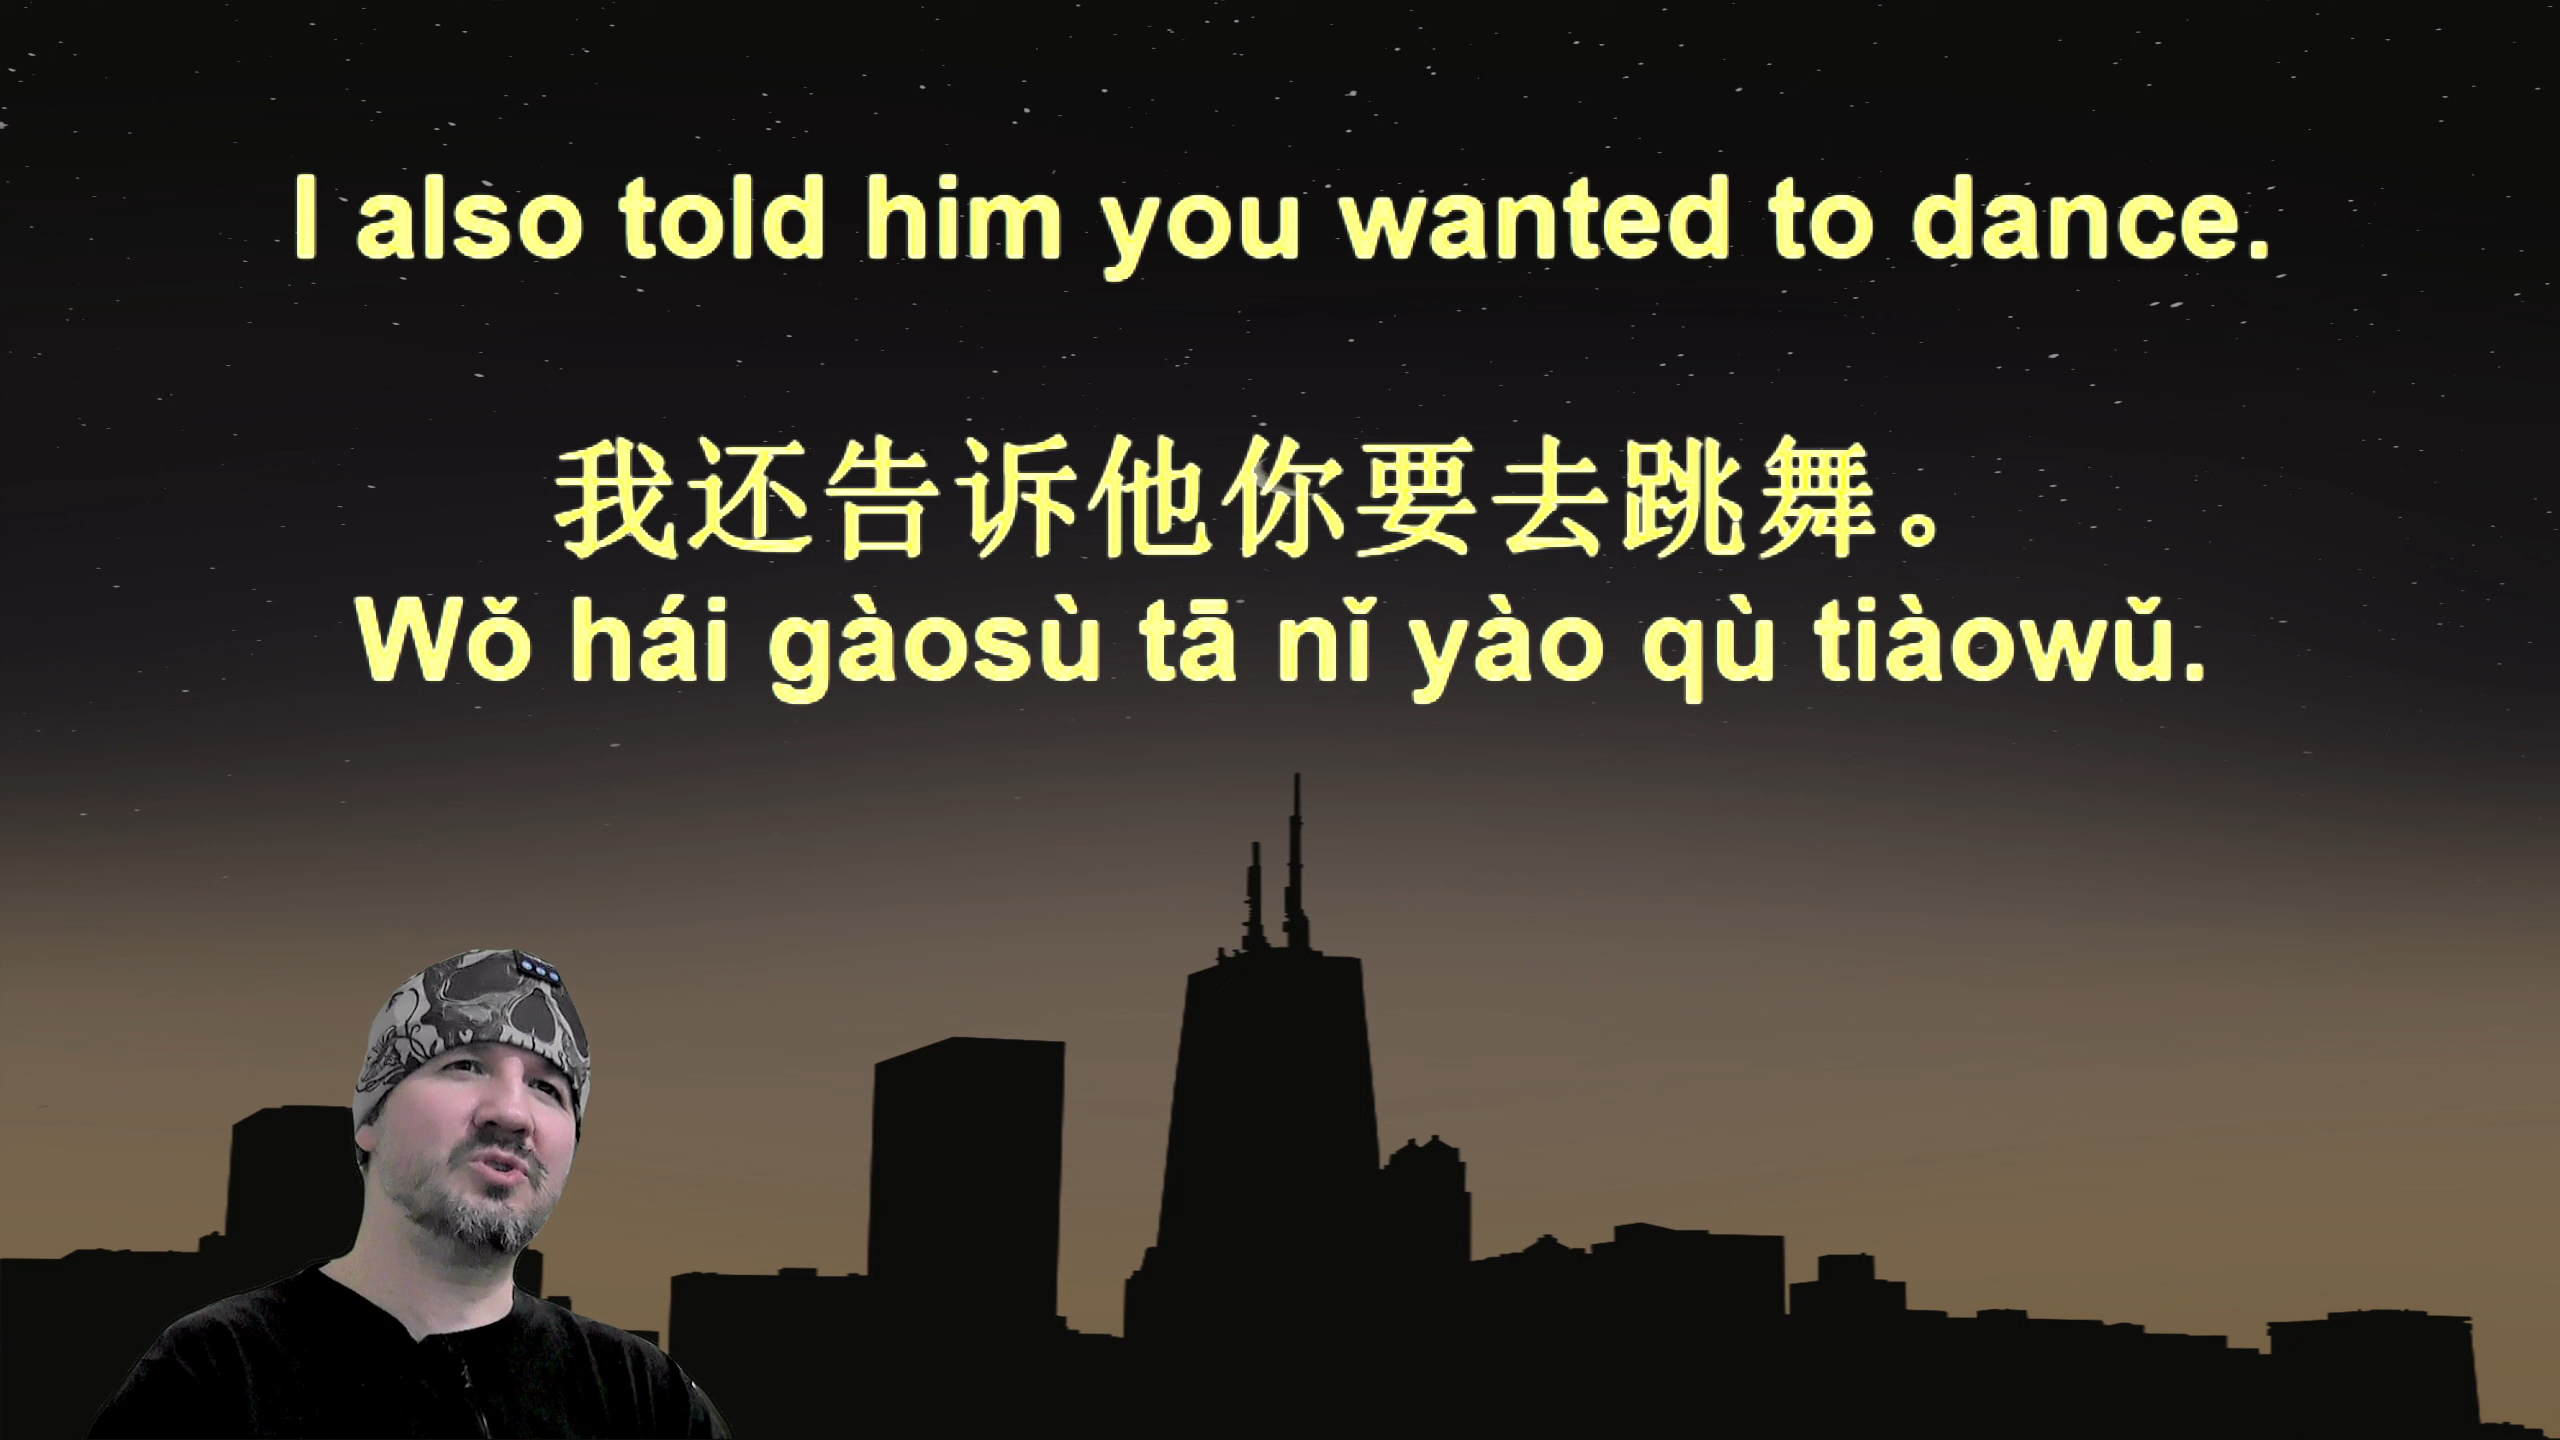 I also told him you wanted to dance.
我还告诉他你要去跳舞。
Wǒ hái gàosù tā nǐ yào qù tiàowǔ.